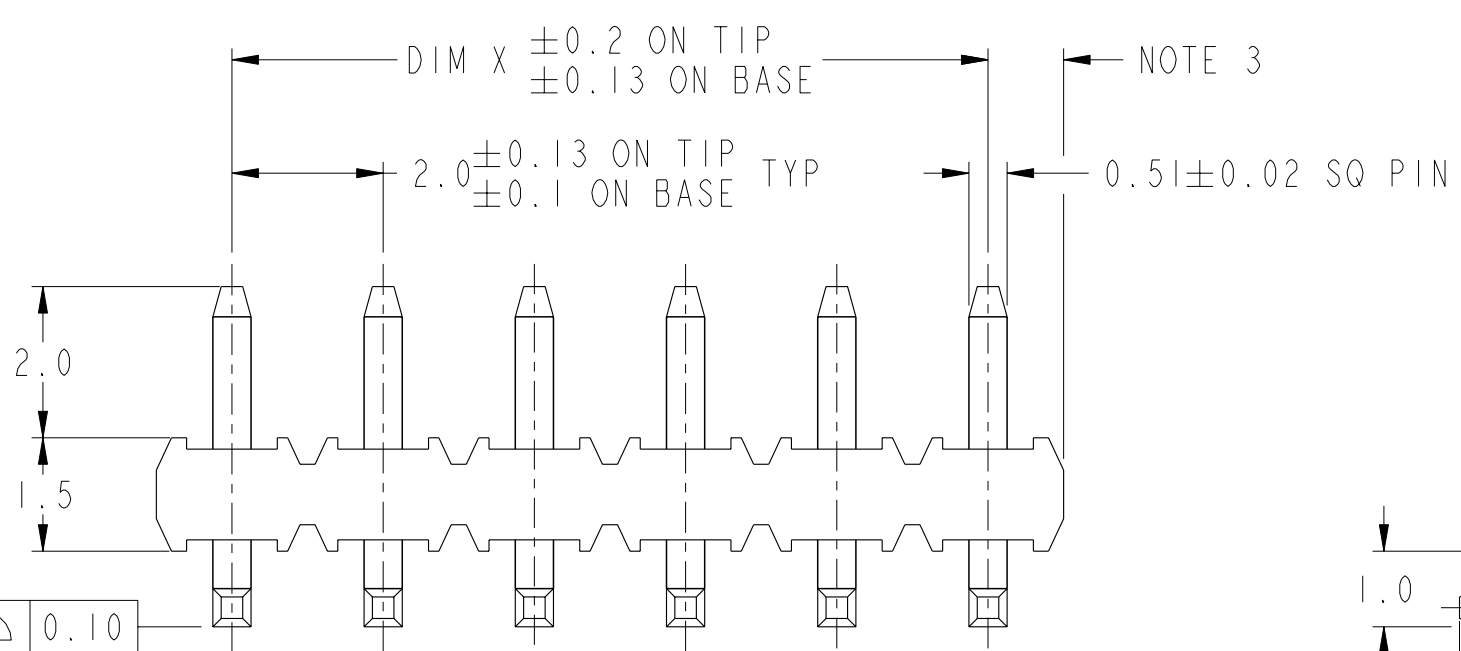 DIM X ±0.2 ON TIP
±0.13 ON BASE
NOTE 3
2.0 ±0.13 ON TIP
±0.1 ON BASE
TYP
0.51±0.02 SQ PIN
2.0
1.5
1.0
0.10